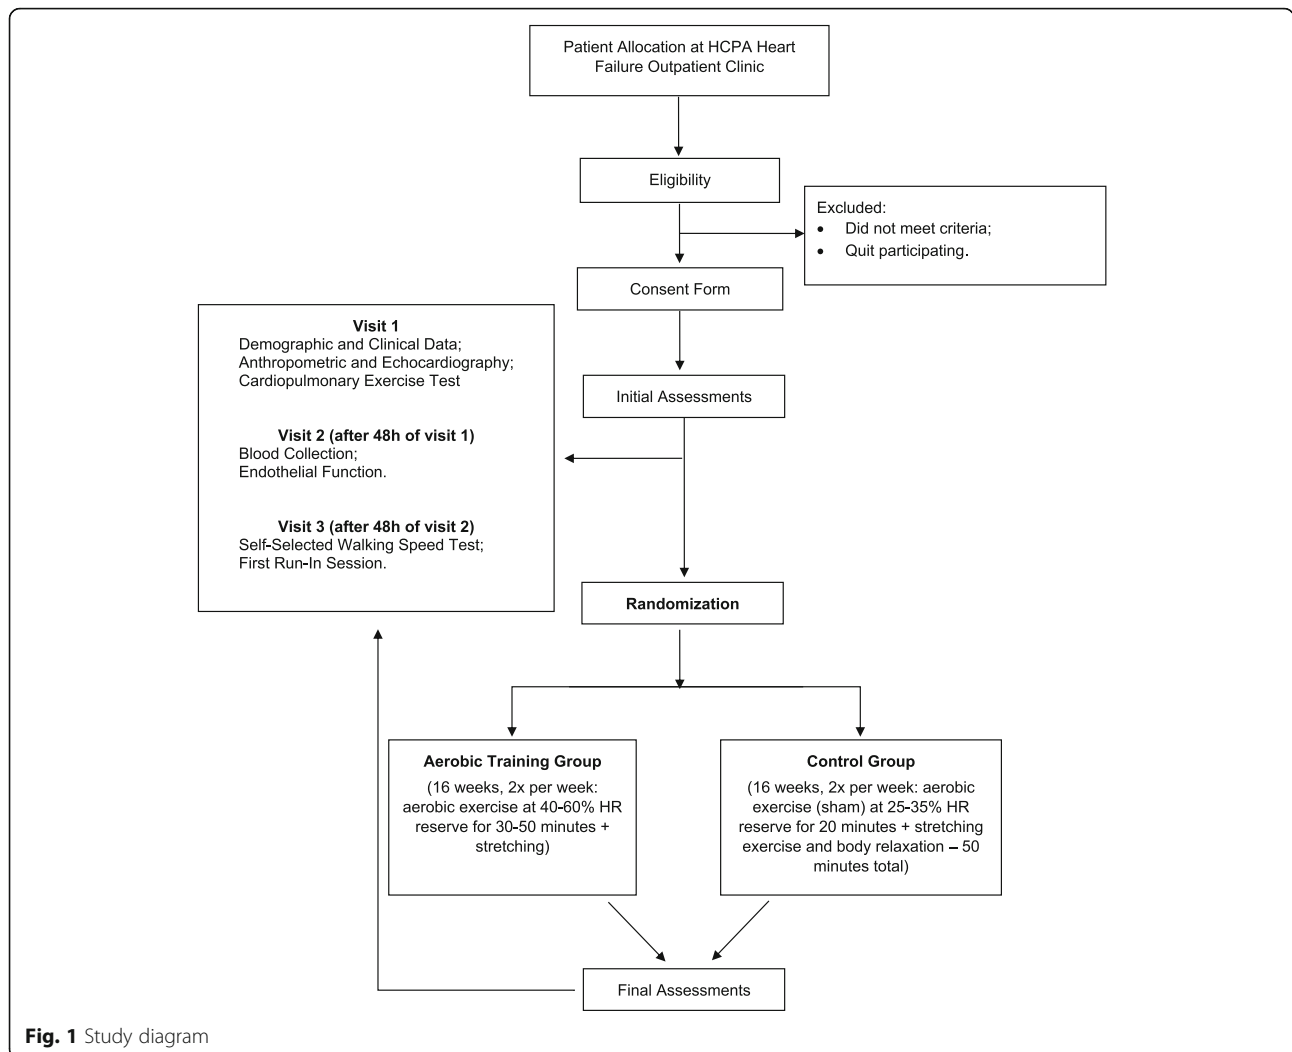 Patient Allocation at HCPA Heart
Failure Outpatient Clinic
Eligibility
Excluded:
• Did not meet criteria;
• Quit participating.
Consent Form
Visit 1
Demographic and Clinical Data;
Anthropometric and Echocardiography;
Cardiopulmonary Exercise Test
Visit 2 (after 48h of visit 1)
Blood Collection;
Endothelial Function.
Visit 3 (after 48h of visit 2)
Self-Selected Walking Speed Test;
First Run-In Session.
Initial Assessments
Randomization
Aerobic Training Group
(16 weeks, 2x per week:
aerobic exercise at 40-60% HR
reserve for 30-50 minutes +
stretching)
Control Group
(16 weeks, 2x per week: aerobic
exercise (sham) at 25-35% HR
reserve for 20 minutes + stretching
exercise and body relaxation – 50
minutes total)
Final Assessments
Fig. 1 Study diagram